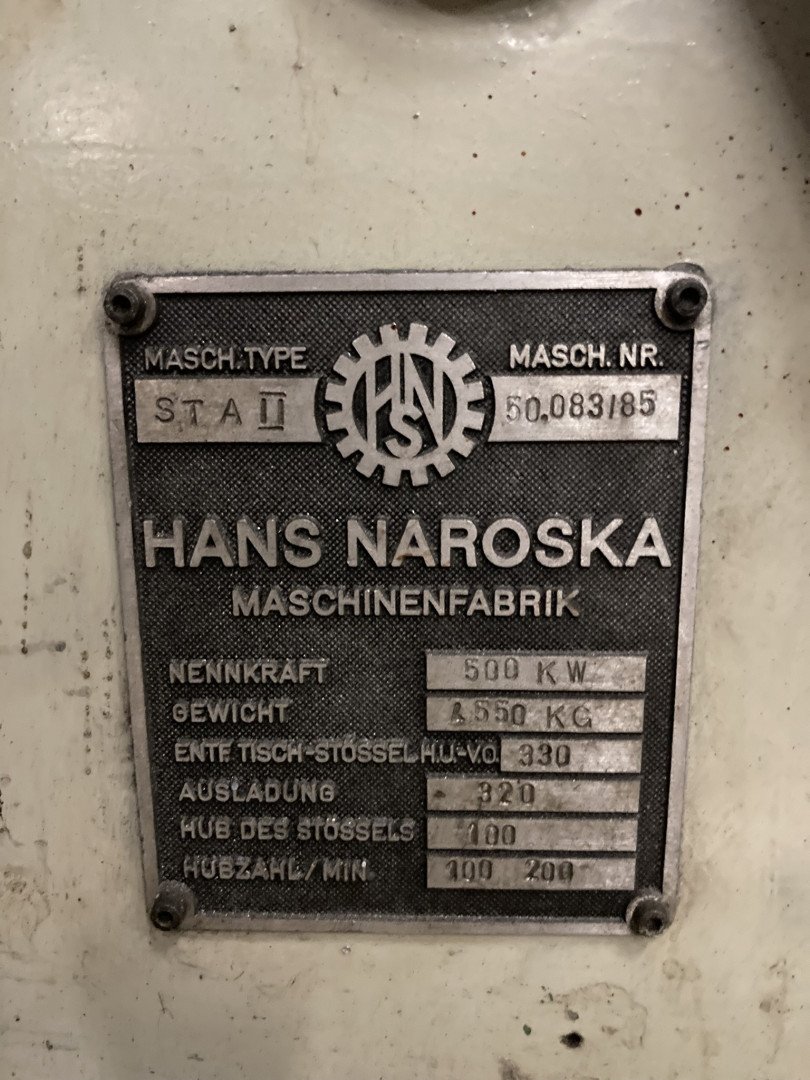 MASCH.TYPE
MASCH. NR.
STA II
HNS
50.083/85
HANS NAROSKA
MASCHINENFABRIK
NENNKRAFT 500 KW
GEWICHT 4550 KG
ENTF. TISCH-STÖSSEL H.U.-V.O. 330
AUSLADUNG 320
HUB DES STÖSSELS 100
HUBZAHL/MIN 100 200